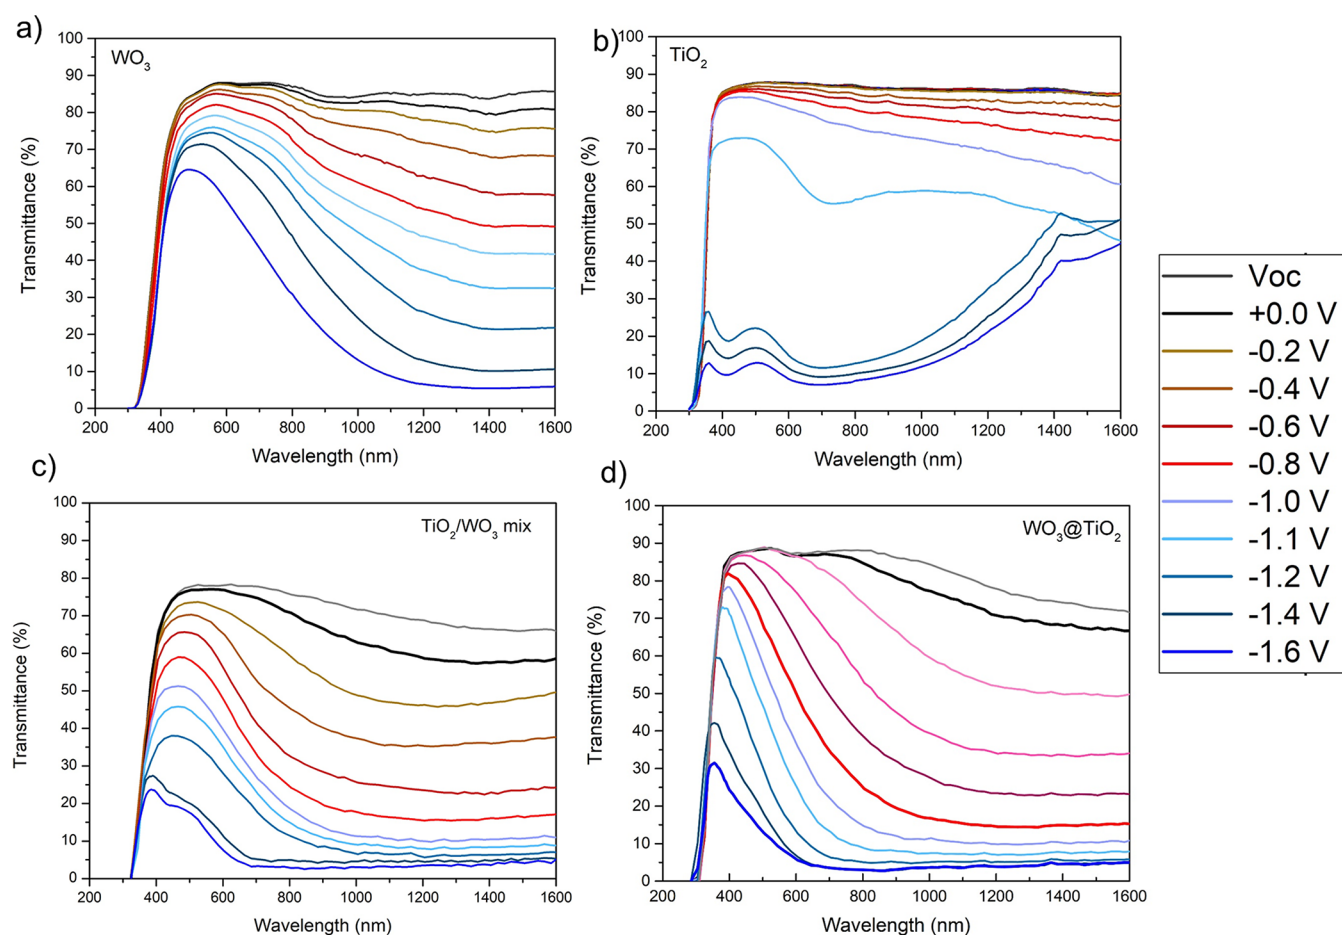 a)
WO3
Transmittance (%)
100
90
80
70
60
50
40
30
20
10
0
200 400 600 800 1000 1200 1400 1600
Wavelength (nm)
b)
TiO2
Transmittance (%)
100
90
80
70
60
50
40
30
20
10
0
200 400 600 800 1000 1200 1400 1600
Wavelength (nm)
c)
TiO2/WO3 mix
Transmittance (%)
100
90
80
70
60
50
40
30
20
10
0
200 400 600 800 1000 1200 1400 1600
Wavelength (nm)
d)
WO3@TiO2
Transmittance (%)
100
90
80
70
60
50
40
30
20
10
0
200 400 600 800 1000 1200 1400 1600
Wavelength (nm)
Voc
+0.0 V
-0.2 V
-0.4 V
-0.6 V
-0.8 V
-1.0 V
-1.1 V
-1.2 V
-1.4 V
-1.6 V